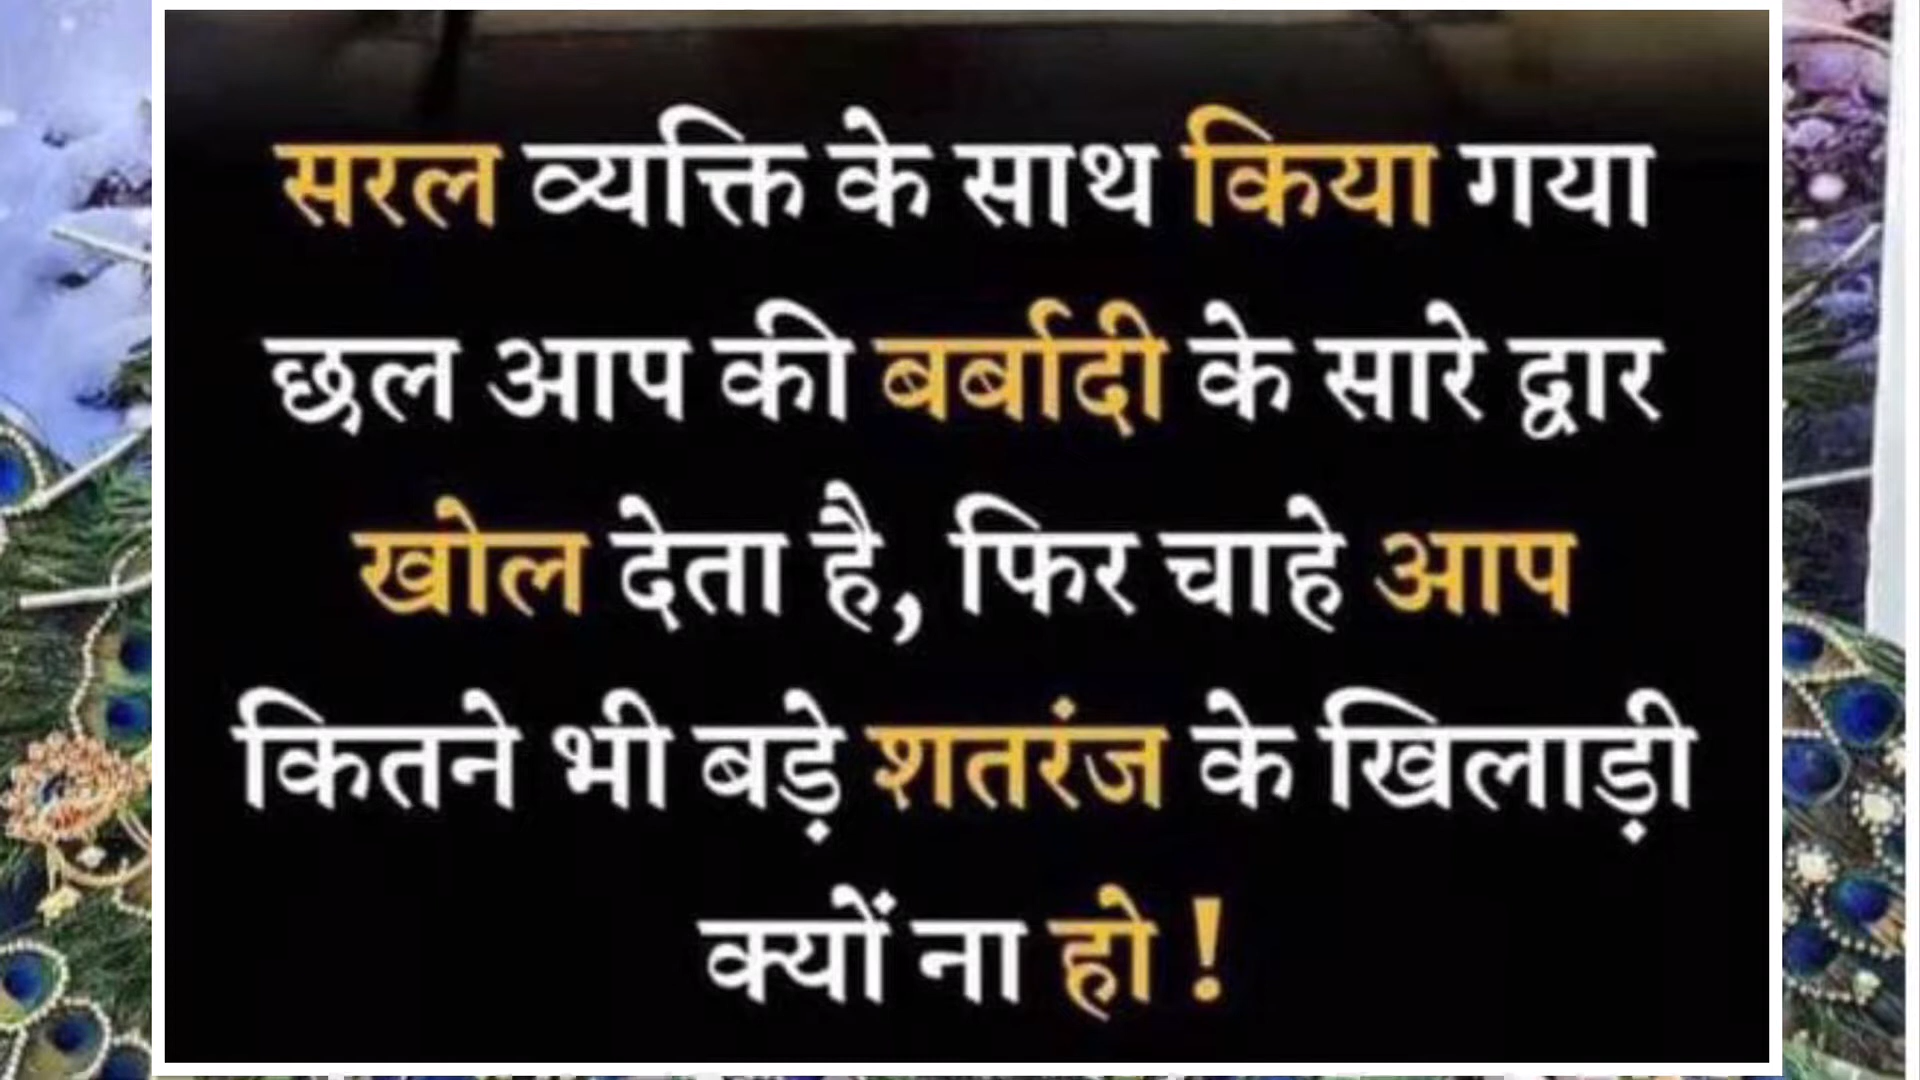 सरल व्यक्ति के साथ किया गया
छल आप की बर्बादी के सारे द्वार
खोल देता है, फिर चाहे आप
कितने भी बड़े शतरंज के खिलाड़ी
क्यों ना हो !